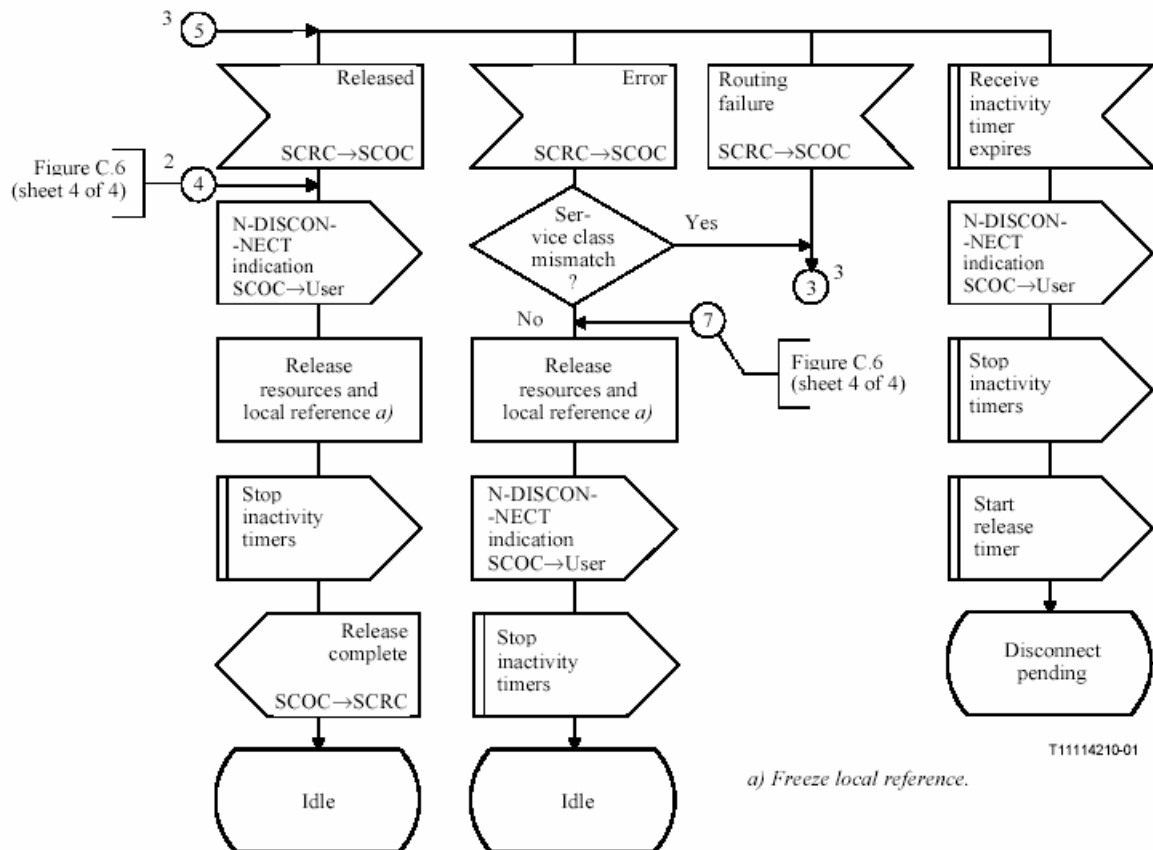 3
5
Released
SCRC→SCOC
Error
SCRC→SCOC
Routing
failure
SCRC→SCOC
Receive
inactivity
timer
expires
Figure C.6
(sheet 4 of 4)
2
4
N-DISCON-
-NECT
indication
SCOC→User
Ser-
vice class
mismatch
?
Yes
No
3
3
7
Figure C.6
(sheet 4 of 4)
N-DISCON-
-NECT
indication
SCOC→User
Release
resources and
local reference a)
Release
resources and
local reference a)
Stop
inactivity
timers
Stop
inactivity
timers
N-DISCON-
-NECT
indication
SCOC→User
Start
release
timer
Release
complete
SCOC→SCRC
Stop
inactivity
timers
Disconnect
pending
Idle
Idle
T11114210-01
a) Freeze local reference.